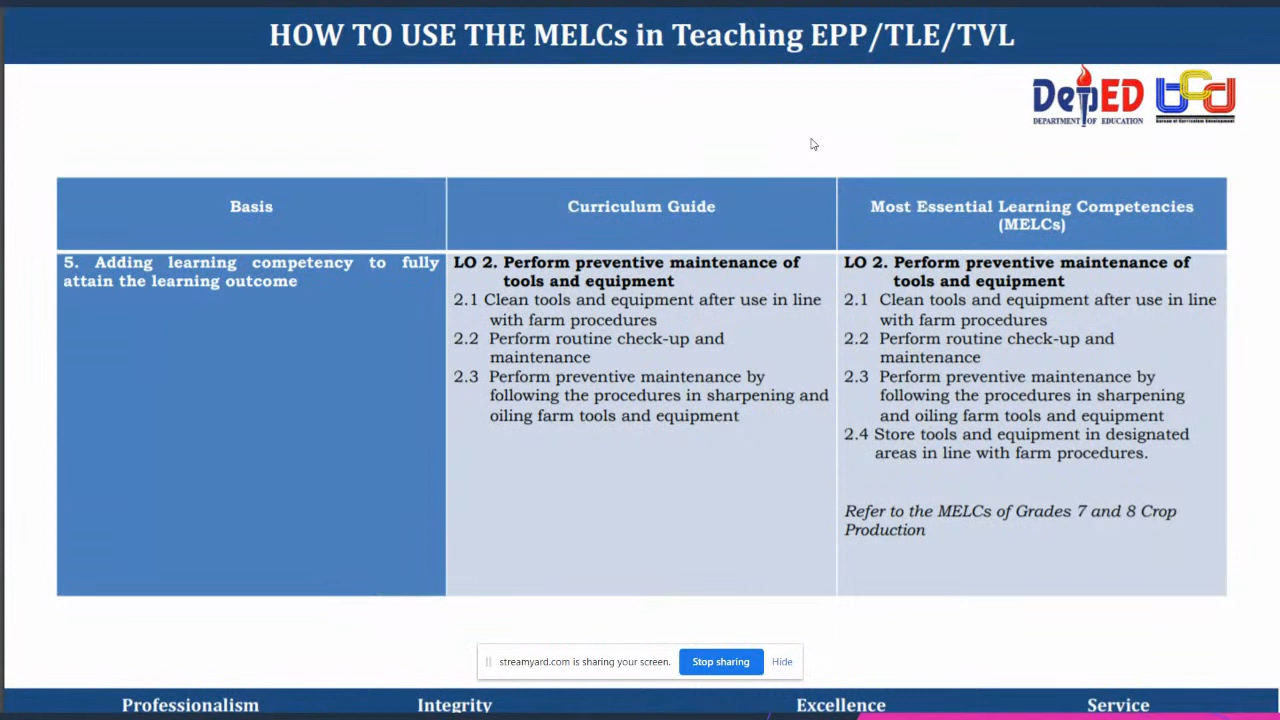 HOW TO USE THE MELCs in Teaching EPP/TLE/TVL
DepED
DEPARTMENT OF EDUCATION
bcd
Bureau of Curriculum Development
Basis
Curriculum Guide
Most Essential Learning Competencies
(MELCs)
5. Adding learning competency to fully
attain the learning outcome
LO 2. Perform preventive maintenance of
tools and equipment
2.1 Clean tools and equipment after use in line
with farm procedures
2.2 Perform routine check-up and
maintenance
2.3 Perform preventive maintenance by
following the procedures in sharpening and
oiling farm tools and equipment
LO 2. Perform preventive maintenance of
tools and equipment
2.1 Clean tools and equipment after use in line
with farm procedures
2.2 Perform routine check-up and
maintenance
2.3 Perform preventive maintenance by
following the procedures in sharpening
and oiling farm tools and equipment
2.4 Store tools and equipment in designated
areas in line with farm procedures.
Refer to the MELCs of Grades 7 and 8 Crop
Production
streamyard.com is sharing your screen.
Stop sharing
Hide
Professionalism
Integrity
Excellence
Service